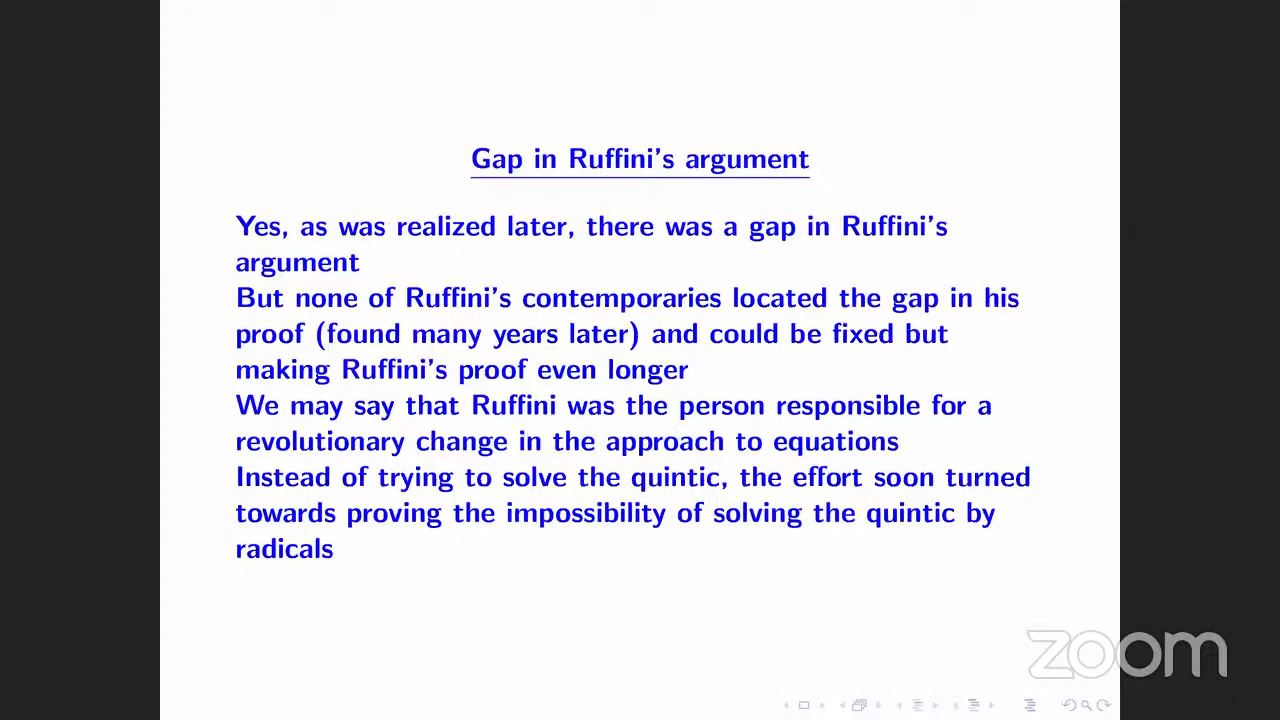 Gap in Ruffini's argument
Yes, as was realized later, there was a gap in Ruffini's
argument
But none of Ruffini's contemporaries located the gap in his
proof (found many years later) and could be fixed but
making Ruffini's proof even longer
We may say that Ruffini was the person responsible for a
revolutionary change in the approach to equations
Instead of trying to solve the quintic, the effort soon turned
towards proving the impossibility of solving the quintic by
radicals
zoom